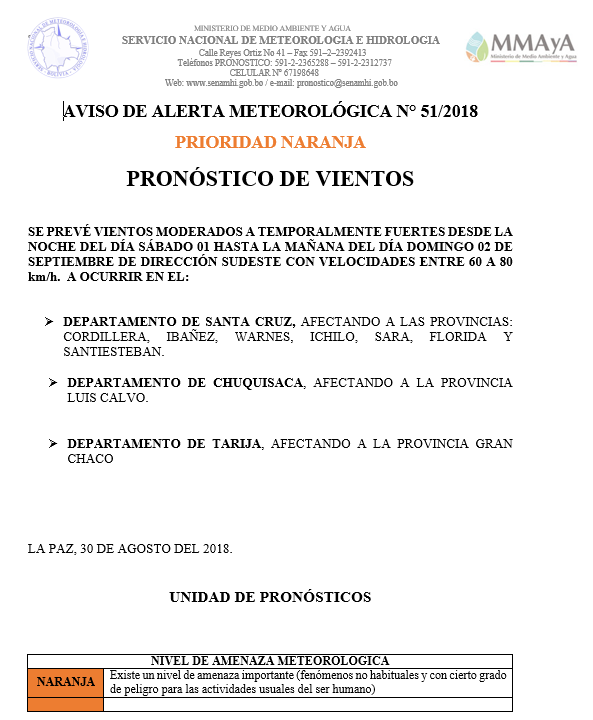 MINISTERIO DE MEDIO AMBIENTE Y AGUA
SERVICIO NACIONAL DE METEOROLOGIA E HIDROLOGIA
Calle Reyes Ortiz No 41 – Fax 591–2–2392413
Teléfonos PRONOSTICO: 591-2-2365288 – 591-2-2312737
CELULAR Nº 67198648
Web: www.senamhi.gob.bo / e-mail: pronostico@senamhi.gob.bo
MMAyA
Ministerio de Medio Ambiente y Agua
AVISO DE ALERTA METEOROLÓGICA N° 51/2018
PRIORIDAD NARANJA
PRONÓSTICO DE VIENTOS
SE PREVÉ VIENTOS MODERADOS A TEMPORALMENTE FUERTES DESDE LA
NOCHE DEL DÍA SÁBADO 01 HASTA LA MAÑANA DEL DÍA DOMINGO 02 DE
SEPTIEMBRE DE DIRECCIÓN SUDESTE CON VELOCIDADES ENTRE 60 A 80
km/h. A OCURRIR EN EL:
➢ DEPARTAMENTO DE SANTA CRUZ, AFECTANDO A LAS PROVINCIAS:
CORDILLERA, IBAÑEZ, WARNES, ICHILO, SARA, FLORIDA Y
SANTIESTEBAN.
➢ DEPARTAMENTO DE CHUQUISACA, AFECTANDO A LA PROVINCIA
LUIS CALVO.
➢ DEPARTAMENTO DE TARIJA, AFECTANDO A LA PROVINCIA GRAN
CHACO
LA PAZ, 30 DE AGOSTO DEL 2018.
UNIDAD DE PRONÓSTICOS
NIVEL DE AMENAZA METEOROLOGICA
NARANJA
Existe un nivel de amenaza importante (fenómenos no habituales y con cierto grado
de peligro para las actividades usuales del ser humano)